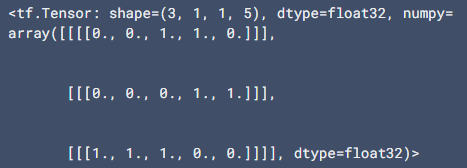 <tf.Tensor: shape=(3, 1, 1, 5), dtype=float32, numpy=
array([[[[0., 0., 1., 1., 0.]]],
[[[0., 0., 0., 1., 1.]]],
[[[1., 1., 1., 0., 0.]]]], dtype=float32)>